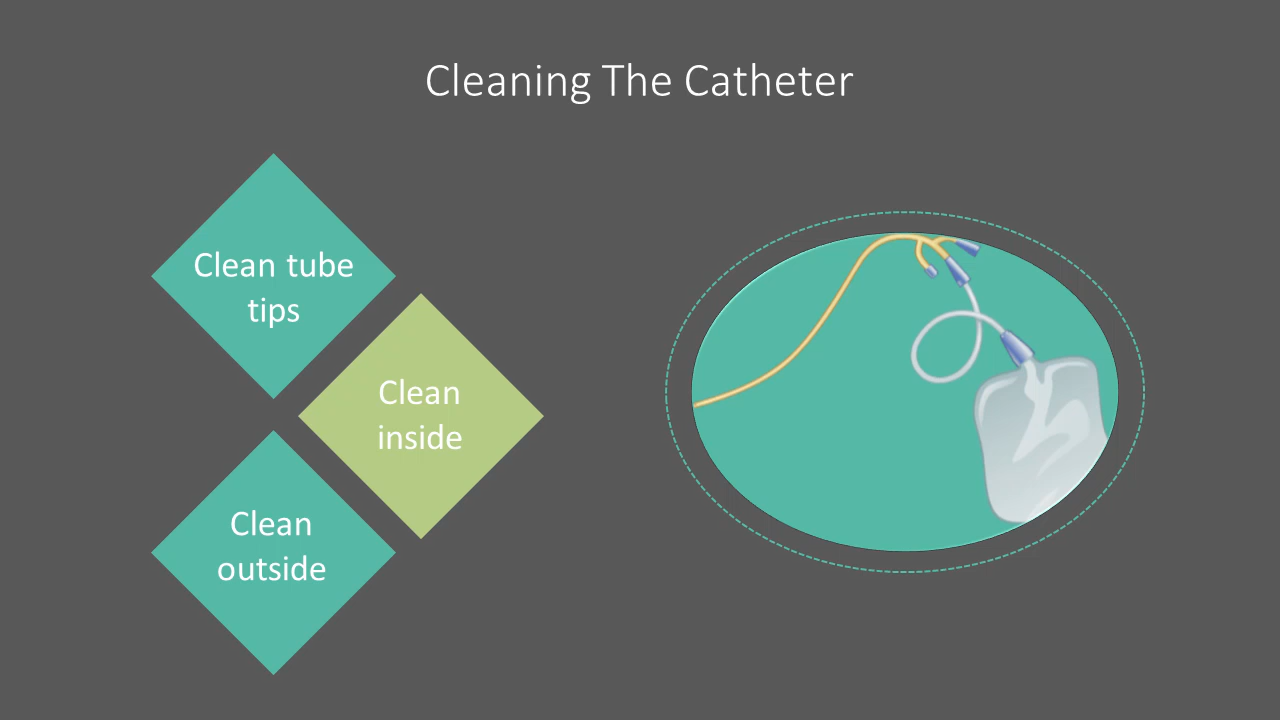 Cleaning The Catheter
Clean tube
tips
Clean
inside
Clean
outside